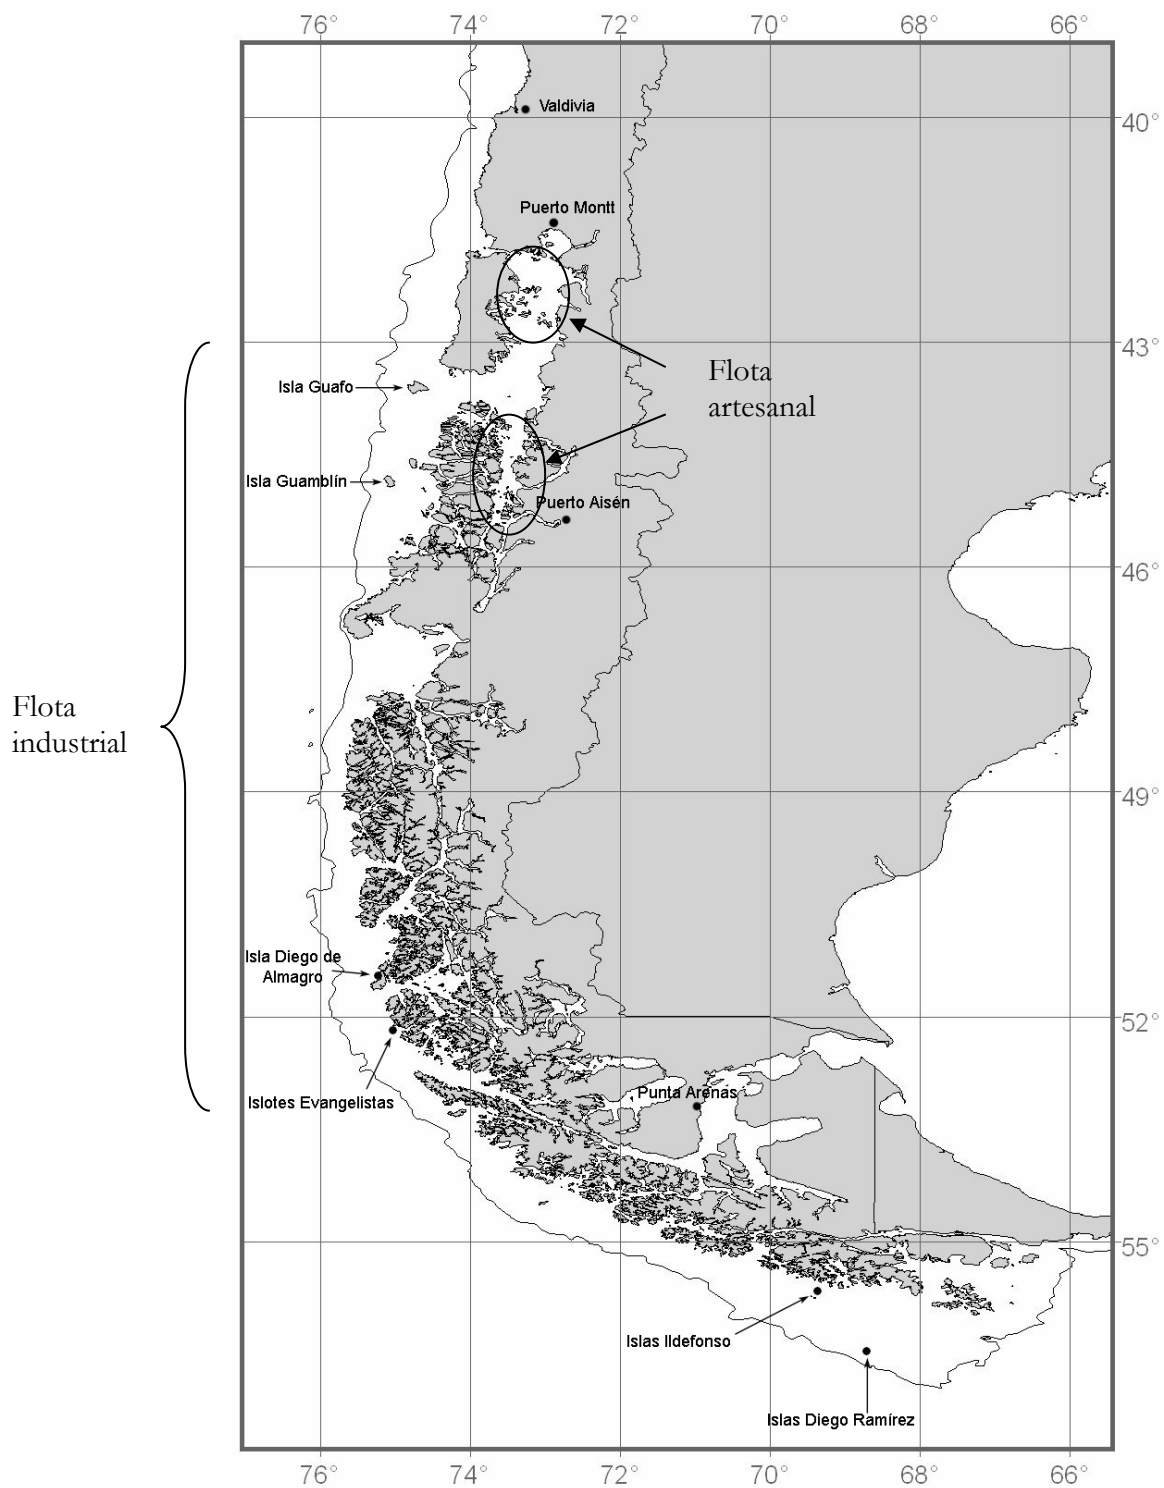 76° 74° 72° 70° 68° 66°
Valdivia
40°
Puerto Montt
43°
Flota
artesanal
Isla Guafo
Isla Guamblín
Puerto Aisén
46°
Flota
industrial
49°
Isla Diego de
Almagro
52°
Islotes Evangelistas
Punta Arenas
55°
Islas Ildefonso
Islas Diego Ramírez
76° 74° 72° 70° 68° 66°